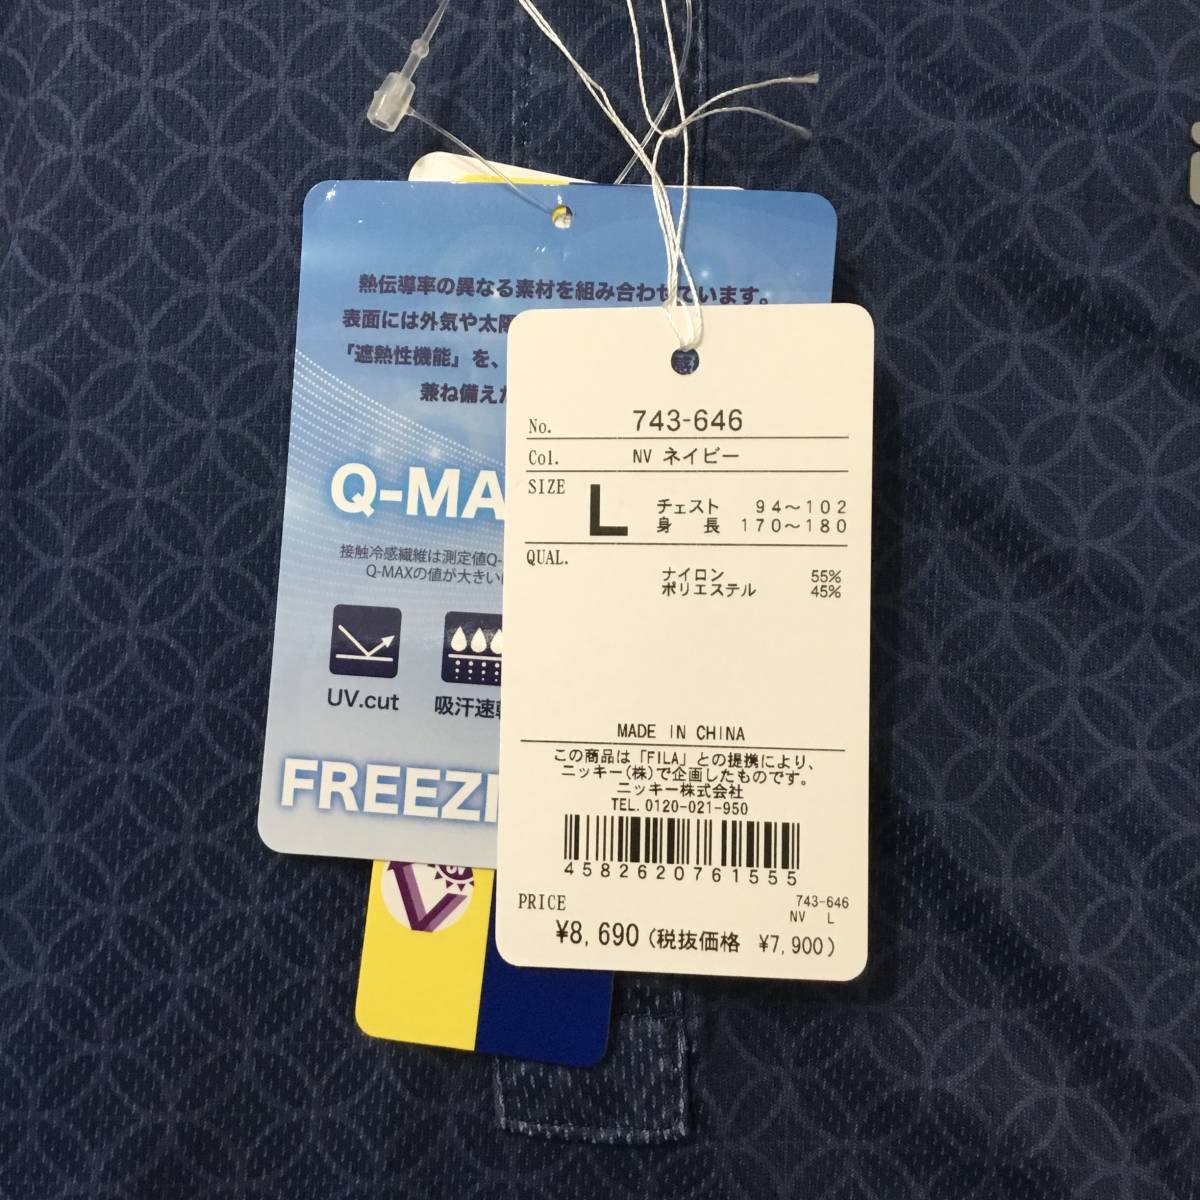 熱伝導率の異なる素材を組み合わせています。
表面には外気や太陽
「遮熱性機能」を、
兼ね備えた
Q-MA
接触冷感繊維は測定値Q-
Q-MAXの値が大きい
UV.cut
吸汗速乾
FREEZ
No. 743-646
Col. NV ネイビー
SIZE L チェスト 94～102
身長 170～180
QUAL.
ナイロン 55%
ポリエステル 45%
MADE IN CHINA
この商品は「FILA」との提携により、
ニッキー(株)で企画したものです。
ニッキー株式会社
TEL.0120-021-950
4582620761555
PRICE 743-646
NV L
¥8,690 (税抜価格 ¥7,900)